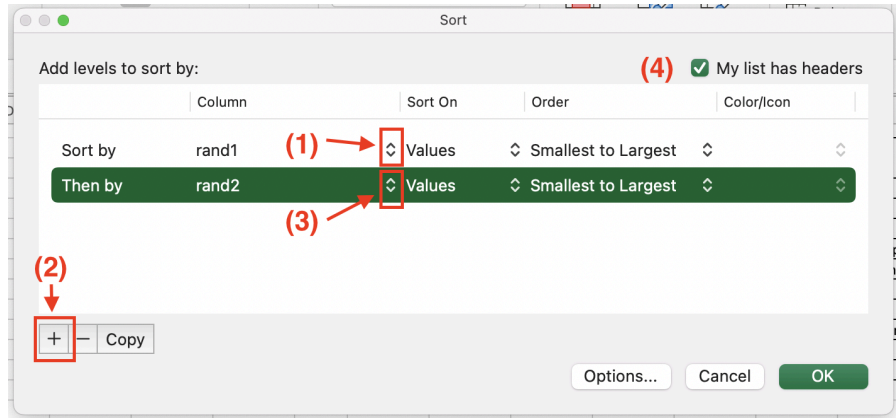 Sort
Add levels to sort by:
(4) My list has headers
Column Sort On Order Color/Icon
Sort by rand1 (1) Values Smallest to Largest
Then by rand2 Values Smallest to Largest
(3)
(2)
+ − Copy
Options... Cancel OK